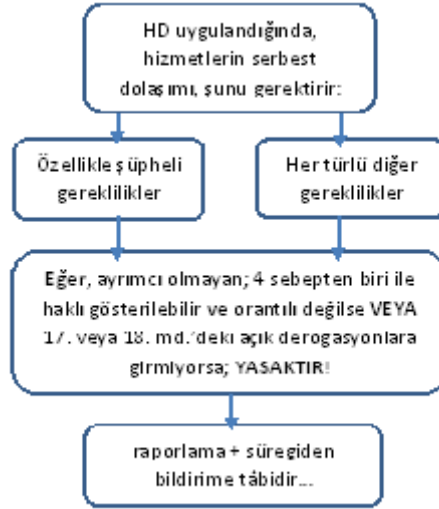 HD uygulandığında,
hizmetlerin serbest
dolaşımı, şunu gerektirir:
Özellikle şüpheli
gereklilikler
Her türlü diğer
gereklilikler
Eğer, ayrımcı olmayan; 4 sebepten biri ile
haklı gösterilebilir ve orantılı değilse VEYA
17. veya 18. md.'deki açık derogasyonlara
girmiyorsa; YASAKTIR!
raporlama + süregiden
bildirime tâbidir...